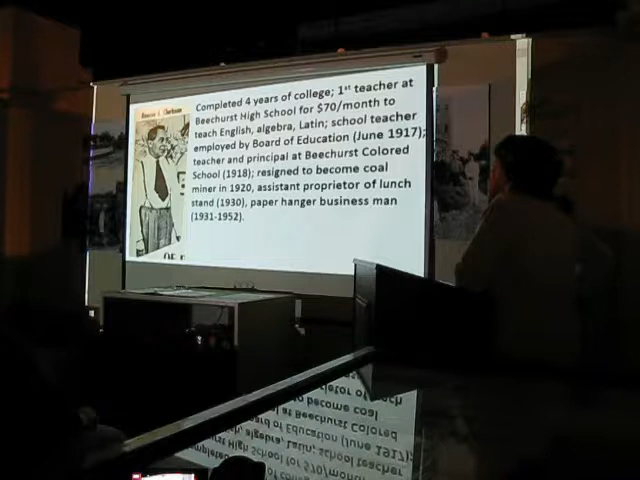 Completed 4 years of college; 1st teacher at
Beechurst High School for $70/month to
teach English, algebra, Latin; school teacher
employed by Board of Education (June 1917);
teacher and principal at Beechurst Colored
School (1918); resigned to become coal
miner in 1920, assistant proprietor of lunch
stand (1930), paper hanger business man
(1931-1952).